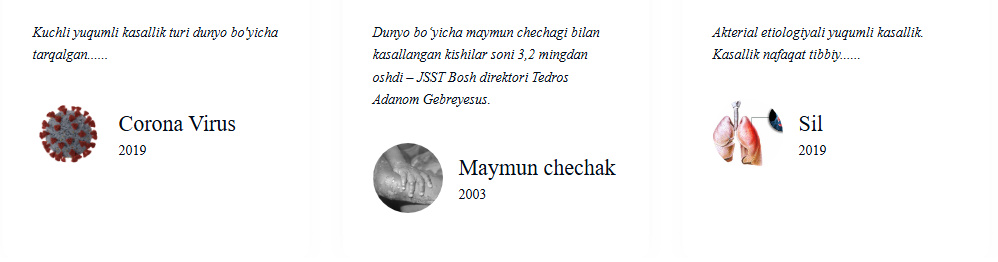 Kuchli yuqumli kasallik turi dunyo bo'yicha
tarqalgan......
Corona Virus
2019
Dunyo bo‘yicha maymun chechagi bilan
kasallangan kishilar soni 3,2 mingdan
oshdi – JSST Bosh direktori Tedros
Adanom Gebreyesus.
Maymun chechak
2003
Akterial etiologiyali yuqumli kasallik.
Kasallik nafaqat tibbiy......
Sil
2019